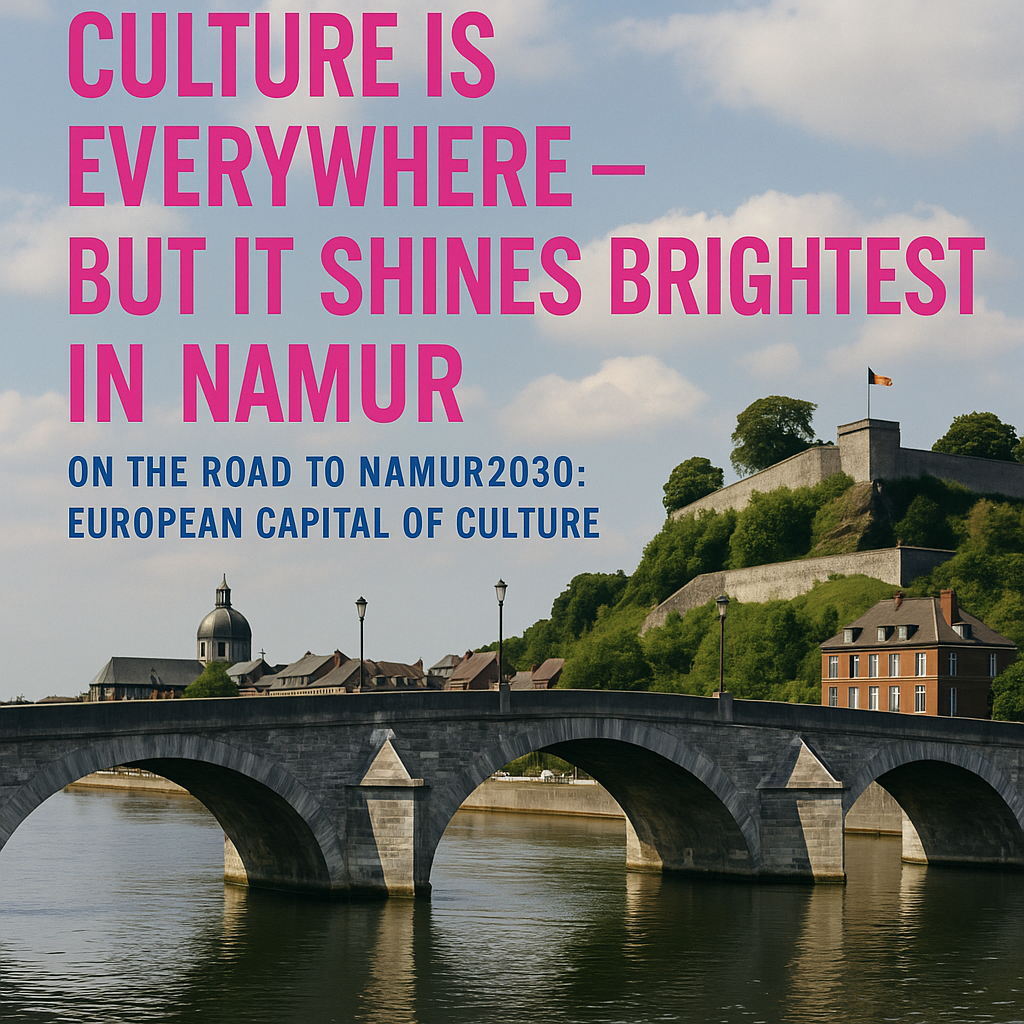 CULTURE IS
EVERYWHERE –
BUT IT SHINES BRIGHTEST
IN NAMUR
ON THE ROAD TO NAMUR2030:
EUROPEAN CAPITAL OF CULTURE